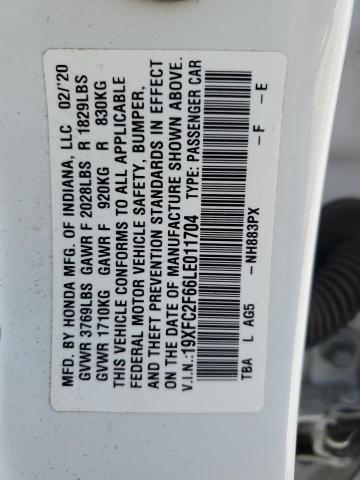 MFD. BY HONDA MFG. OF INDIANA, LLC 02/'20
GVWR 3769LBS GAWR F 2028LBS R 1829LBS
GVWR 1710KG GAWR F 920KG R 830KG
THIS VEHICLE CONFORMS TO ALL APPLICABLE
FEDERAL MOTOR VEHICLE SAFETY, BUMPER,
AND THEFT PREVENTION STANDARDS IN EFFECT
ON THE DATE OF MANUFACTURE SHOWN ABOVE.
V.I.N.:19XFC2F66LE011704 TYPE: PASSENGER CAR
TBA L AG5 -NH883PX -F -E